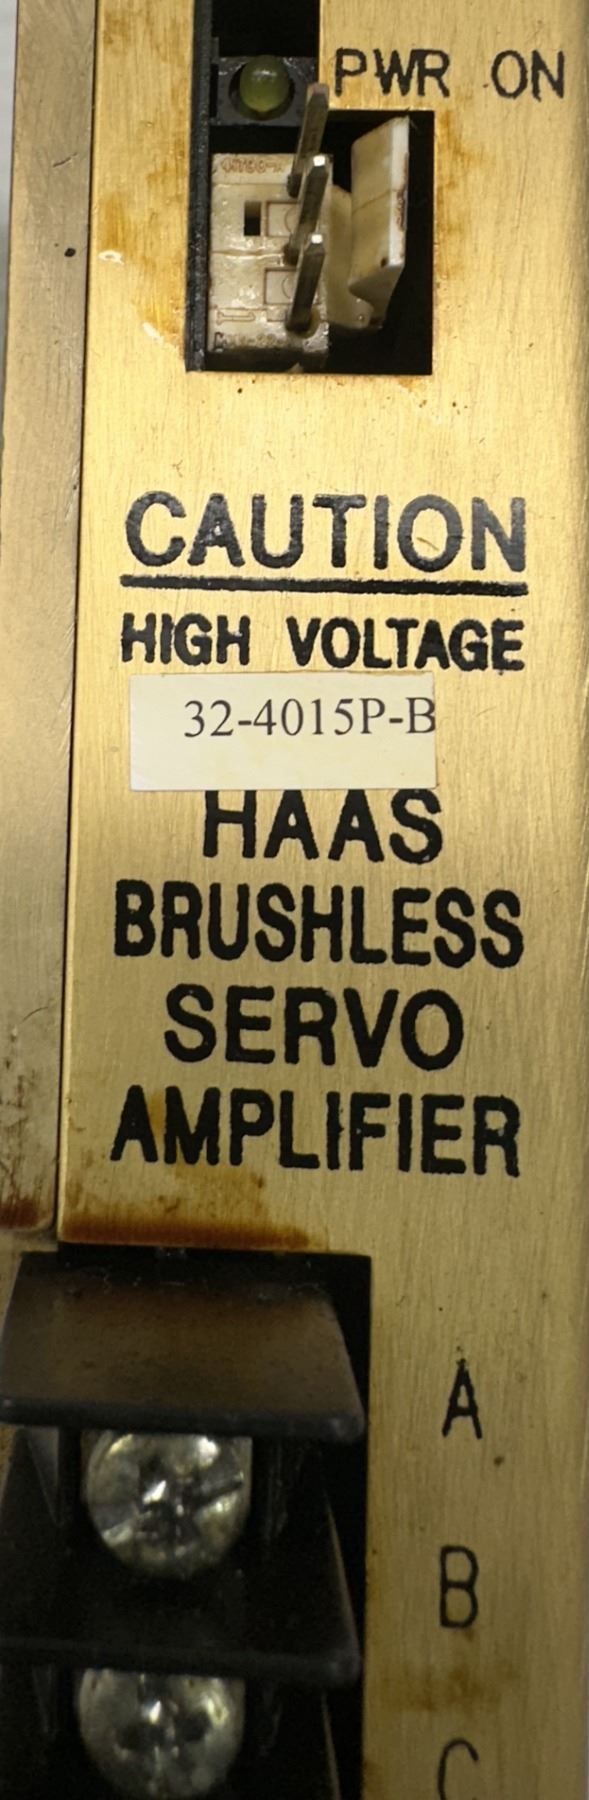 PWR ON
CAUTION
HIGH VOLTAGE
32-4015P-B
HAAS
BRUSHLESS
SERVO
AMPLIFIER
A
B
C